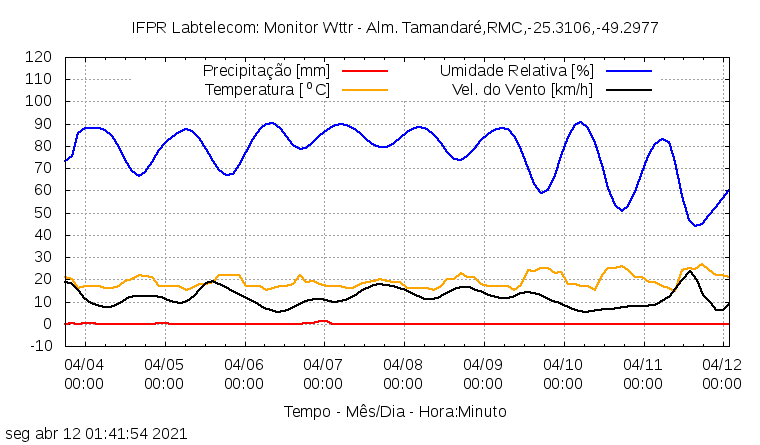 IFPR Labtelecom: Monitor Wttr - Alm. Tamandaré,RMC,-25.3106,-49.2977
120
110
100
90
80
70
60
50
40
30
20
10
0
-10
Precipitação [mm]
Temperatura [⁰C]
Umidade Relativa [%]
Vel. do Vento [km/h]
04/04 04/05 04/06 04/07 04/08 04/09 04/10 04/11 04/12
00:00 00:00 00:00 00:00 00:00 00:00 00:00 00:00 00:00
Tempo - Mês/Dia - Hora:Minuto
seg abr 12 01:41:54 2021